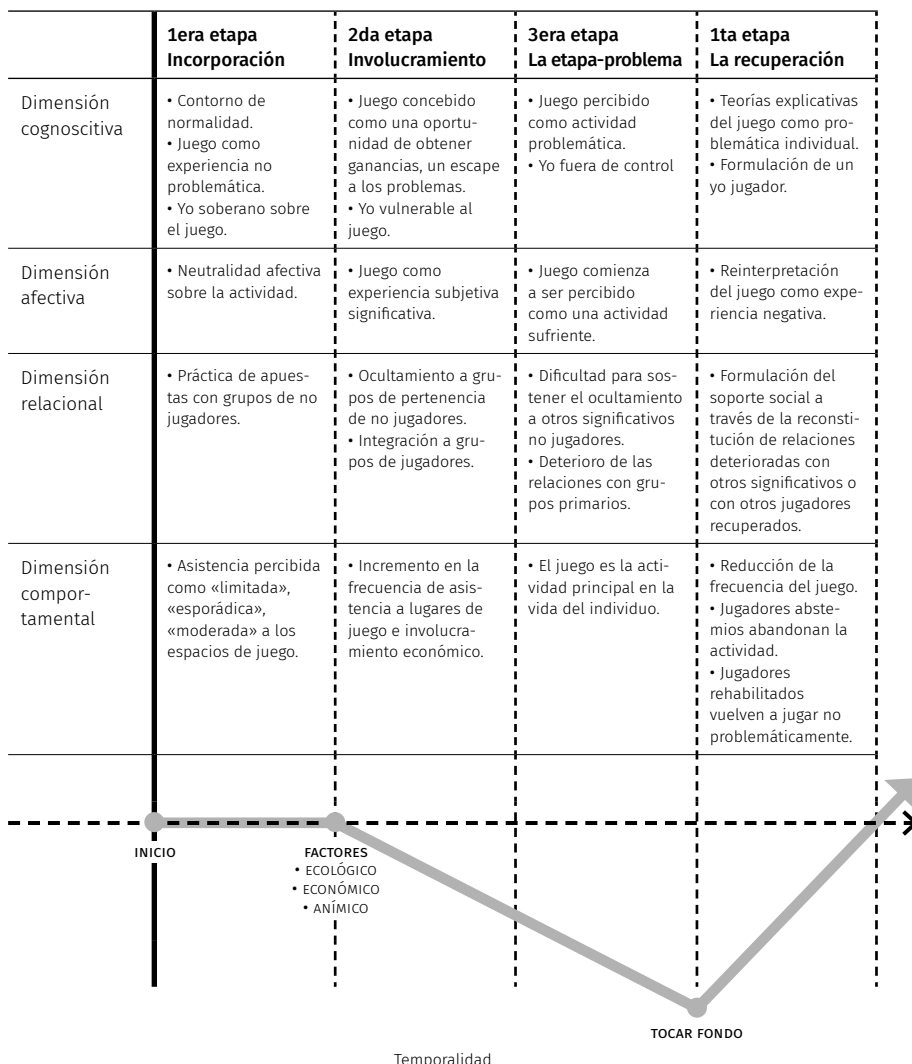 1era etapa
Incorporación
2da etapa
Involucramiento
3era etapa
La etapa-problema
1ta etapa
La recuperación
Dimensión
cognoscitiva
• Contorno de
normalidad.
• Juego como
experiencia no
problemática.
• Yo soberano sobre
el juego.
• Juego concebido
como una oportu-
nidad de obtener
ganancias, un escape
a los problemas.
• Yo vulnerable al
juego.
• Juego percibido
como actividad
problemática.
• Yo fuera de control
• Teorías explicativas
del juego como pro-
blemática individual.
• Formulación de un
yo jugador.
Dimensión
afectiva
• Neutralidad afectiva
sobre la actividad.
• Juego como
experiencia subjetiva
significativa.
• Juego comienza
a ser percibido
como una actividad
sufriente.
• Reinterpretación
del juego como expe-
riencia negativa.
Dimensión
relacional
• Práctica de apues-
tas con grupos de no
jugadores.
• Ocultamiento a gru-
pos de pertenencia
de no jugadores.
• Integración a gru-
pos de jugadores.
• Dificultad para sos-
tener el ocultamiento
a otros significativos
no jugadores.
• Deterioro de las
relaciones con gru-
pos primarios.
• Formulación del
soporte social a
través de la reconsti-
tución de relaciones
deterioradas con
otros significativos o
con otros jugadores
recuperados.
Dimensión
compor-
tamental
• Asistencia percibida
como «limitada»,
«esporádica»,
«moderada» a los
espacios de juego.
• Incremento en la
frecuencia de asis-
tencia a lugares de
juego e involucra-
miento económico.
• El juego es la acti-
vidad principal en la
vida del individuo.
• Reducción de la
frecuencia del juego.
• Jugadores abste-
mios abandonan la
actividad.
• Jugadores
rehabilitados
vuelven a jugar no
problemáticamente.
INICIO
FACTORES
• ECOLÓGICO
• ECONÓMICO
• ANÍMICO
TOCAR FONDO
Temporalidad